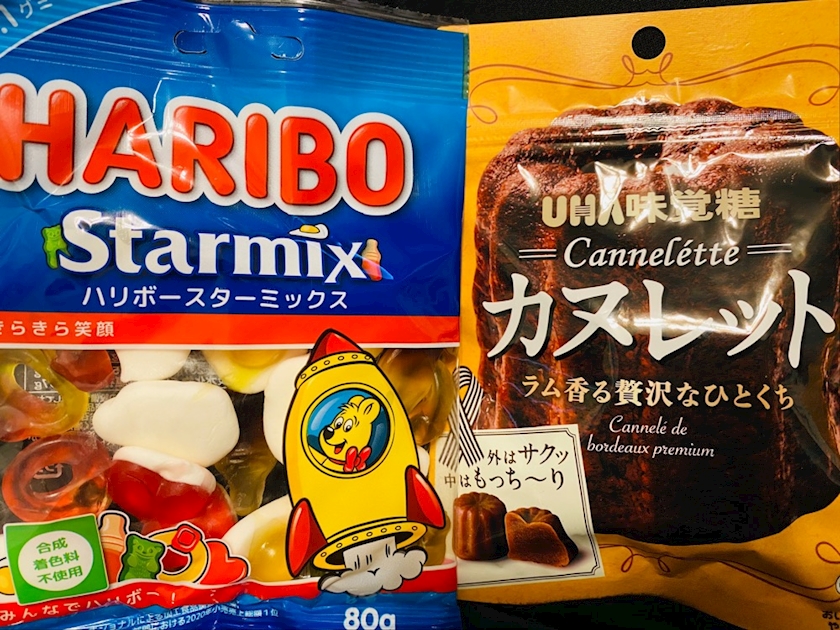 HARIBO
Starmix
ハリボースターミックス
きらきら笑顔
合成
着色料
不使用
みんなでハリボー!
80g
UHA味覚糖
Cannelétte
カヌレット
ラム香る贅沢なひとくち
Cannelé de
bordeaux premium
外はサクッ
中はもっち〜り